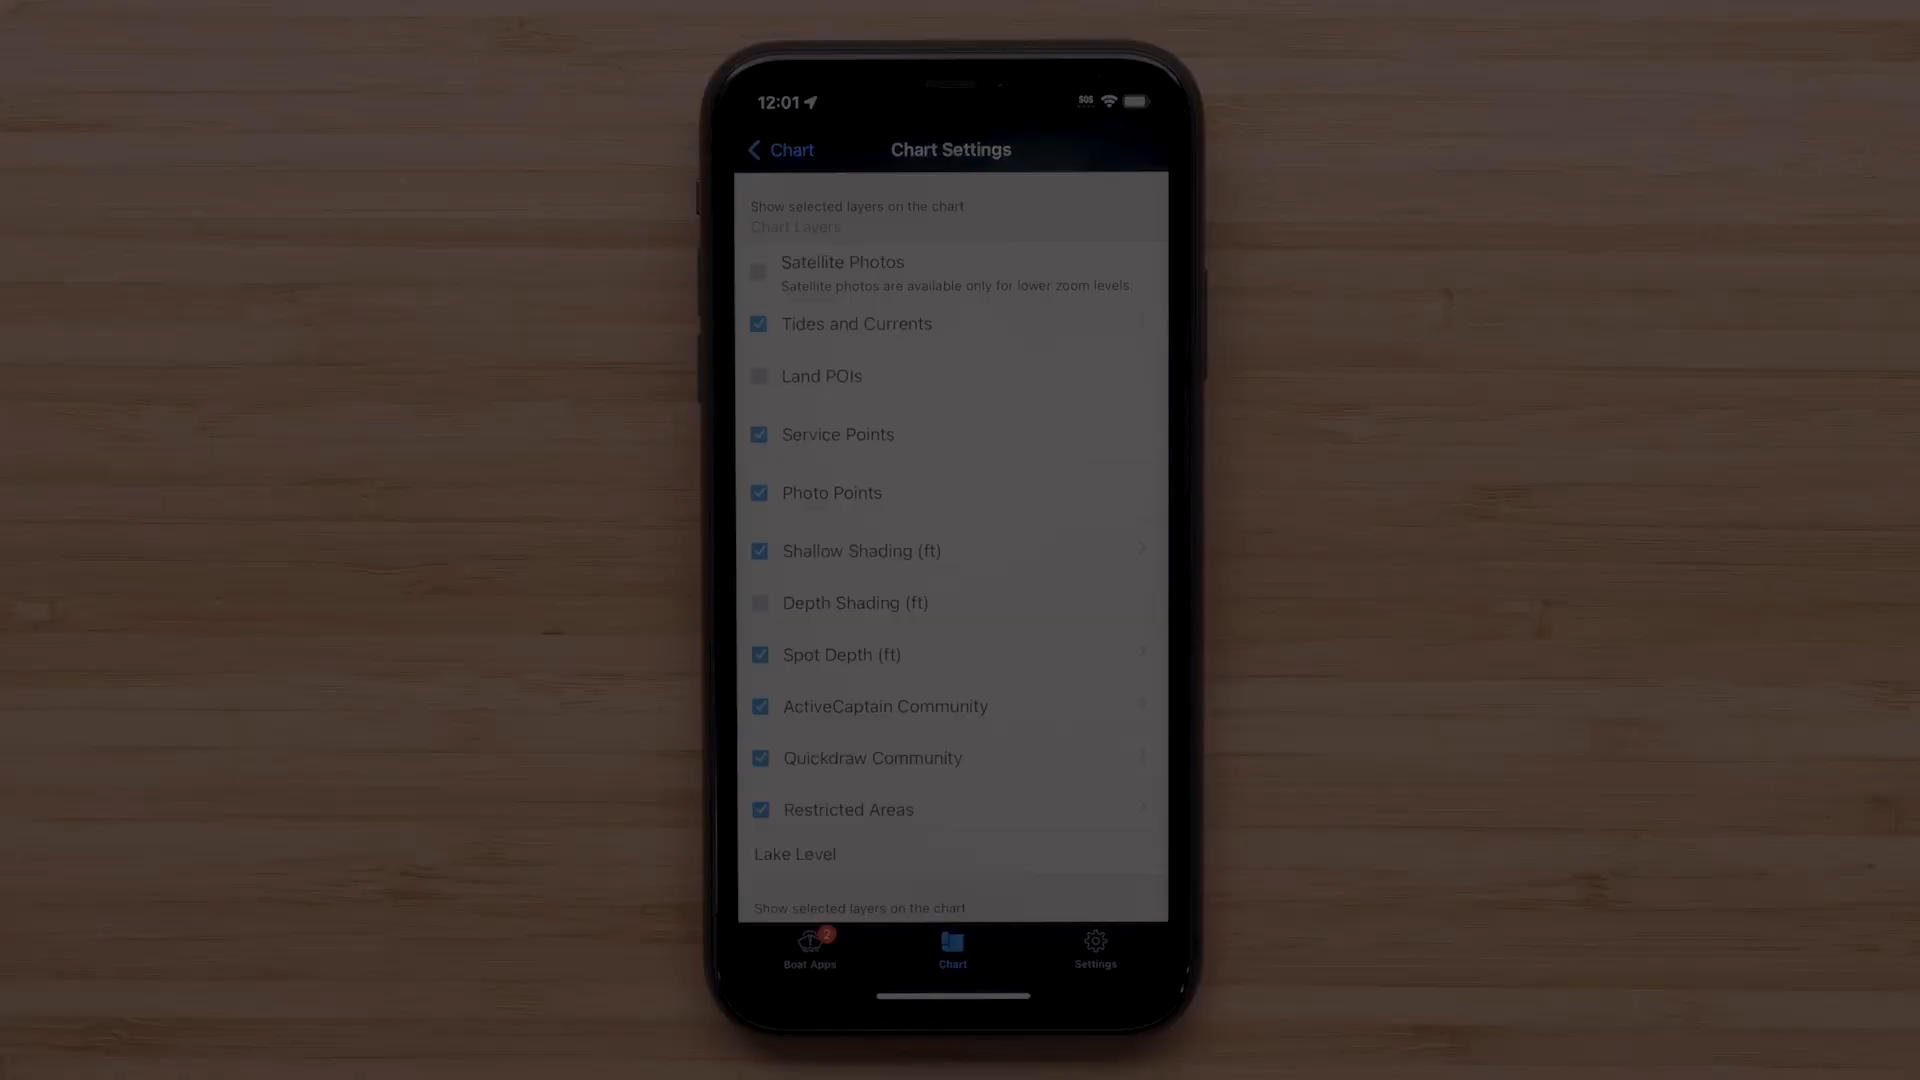 12:01
SOS
Chart
Chart Settings
Show selected layers on the chart
Chart Layers
Satellite Photos
Satellite photos are available only for lower zoom levels.
Tides and Currents
Land POIs
Service Points
Photo Points
Shallow Shading (ft)
Depth Shading (ft)
Spot Depth (ft)
ActiveCaptain Community
Quickdraw Community
Restricted Areas
Lake Level
Show selected layers on the chart
2
Boat Apps
Chart
Settings